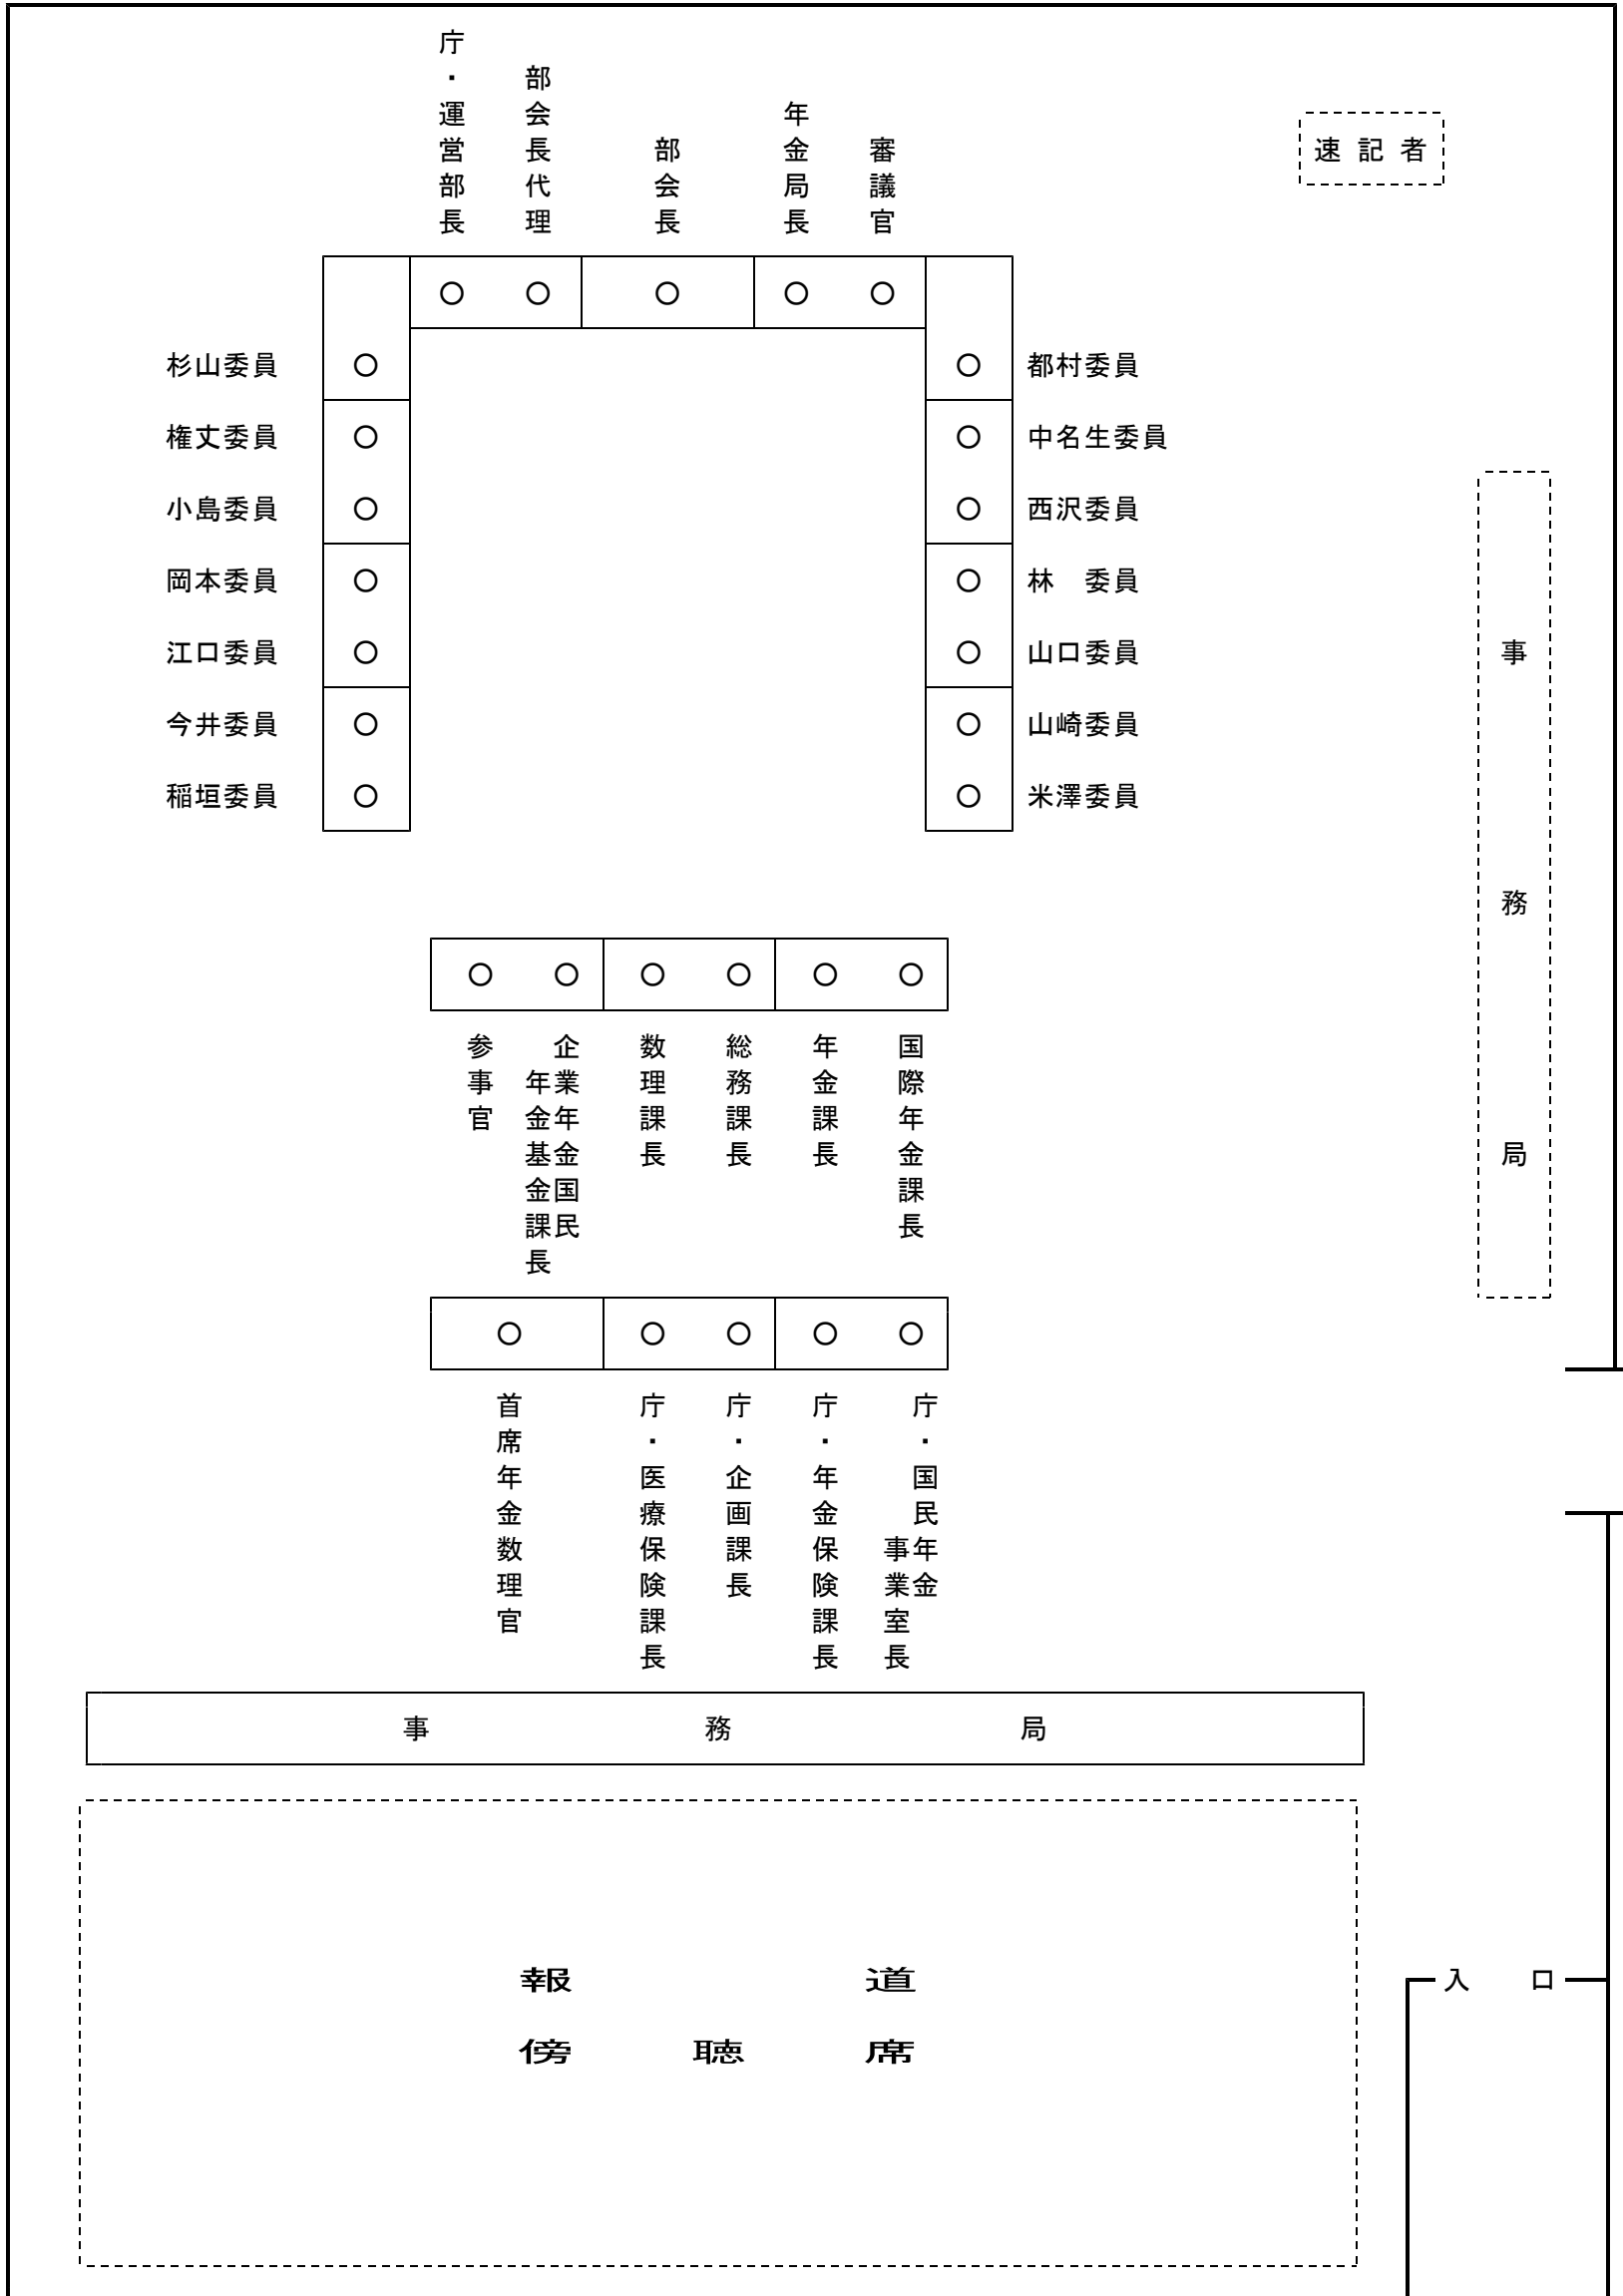 庁・運営部長
部会長代理
部会長
年金局長
審議官
速記者
杉山委員
都村委員
権丈委員
中名生委員
小島委員
西沢委員
岡本委員
林　委員
江口委員
山口委員
今井委員
山崎委員
稲垣委員
米澤委員
事務局
参事官
企業年金国民
年金基金課長
数理課長
総務課長
年金課長
国際年金課長
首席年金数理官
庁・医療保険課長
庁・企画課長
庁・年金保険課長
庁・国民年金
事業室長
事　務　局
報　道
傍　聴　席
入　口